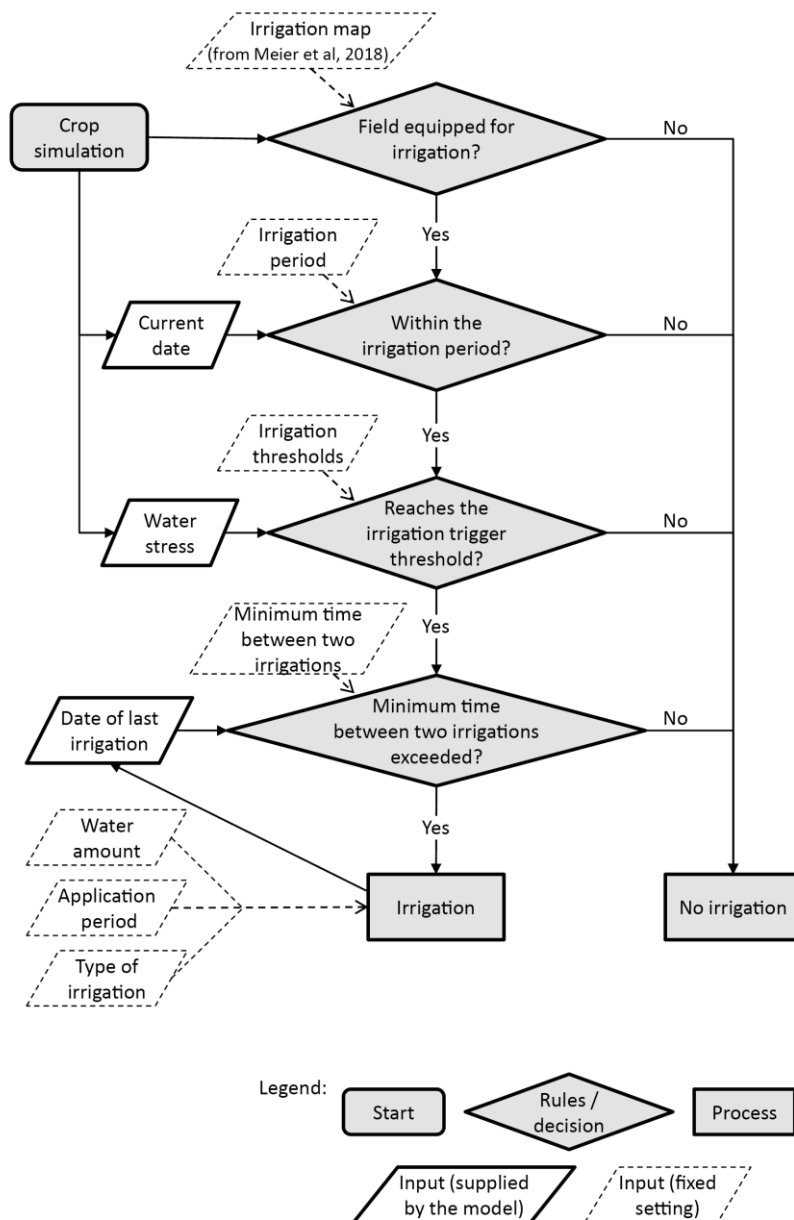 Irrigation map
(from Meier et al, 2018)
Crop
simulation
Field equipped for
irrigation?
No
Yes
Irrigation
period
Current
date
Within the
irrigation period?
No
Yes
Irrigation
thresholds
Water
stress
Reaches the
irrigation trigger
threshold?
No
Yes
Minimum time
between two
irrigations
Date of last
irrigation
Minimum time
between two irrigations
exceeded?
No
Yes
Water
amount
Application
period
Type of
irrigation
Irrigation
No irrigation
Legend:
Start
Rules /
decision
Process
Input (supplied
by the model)
Input (fixed
setting)